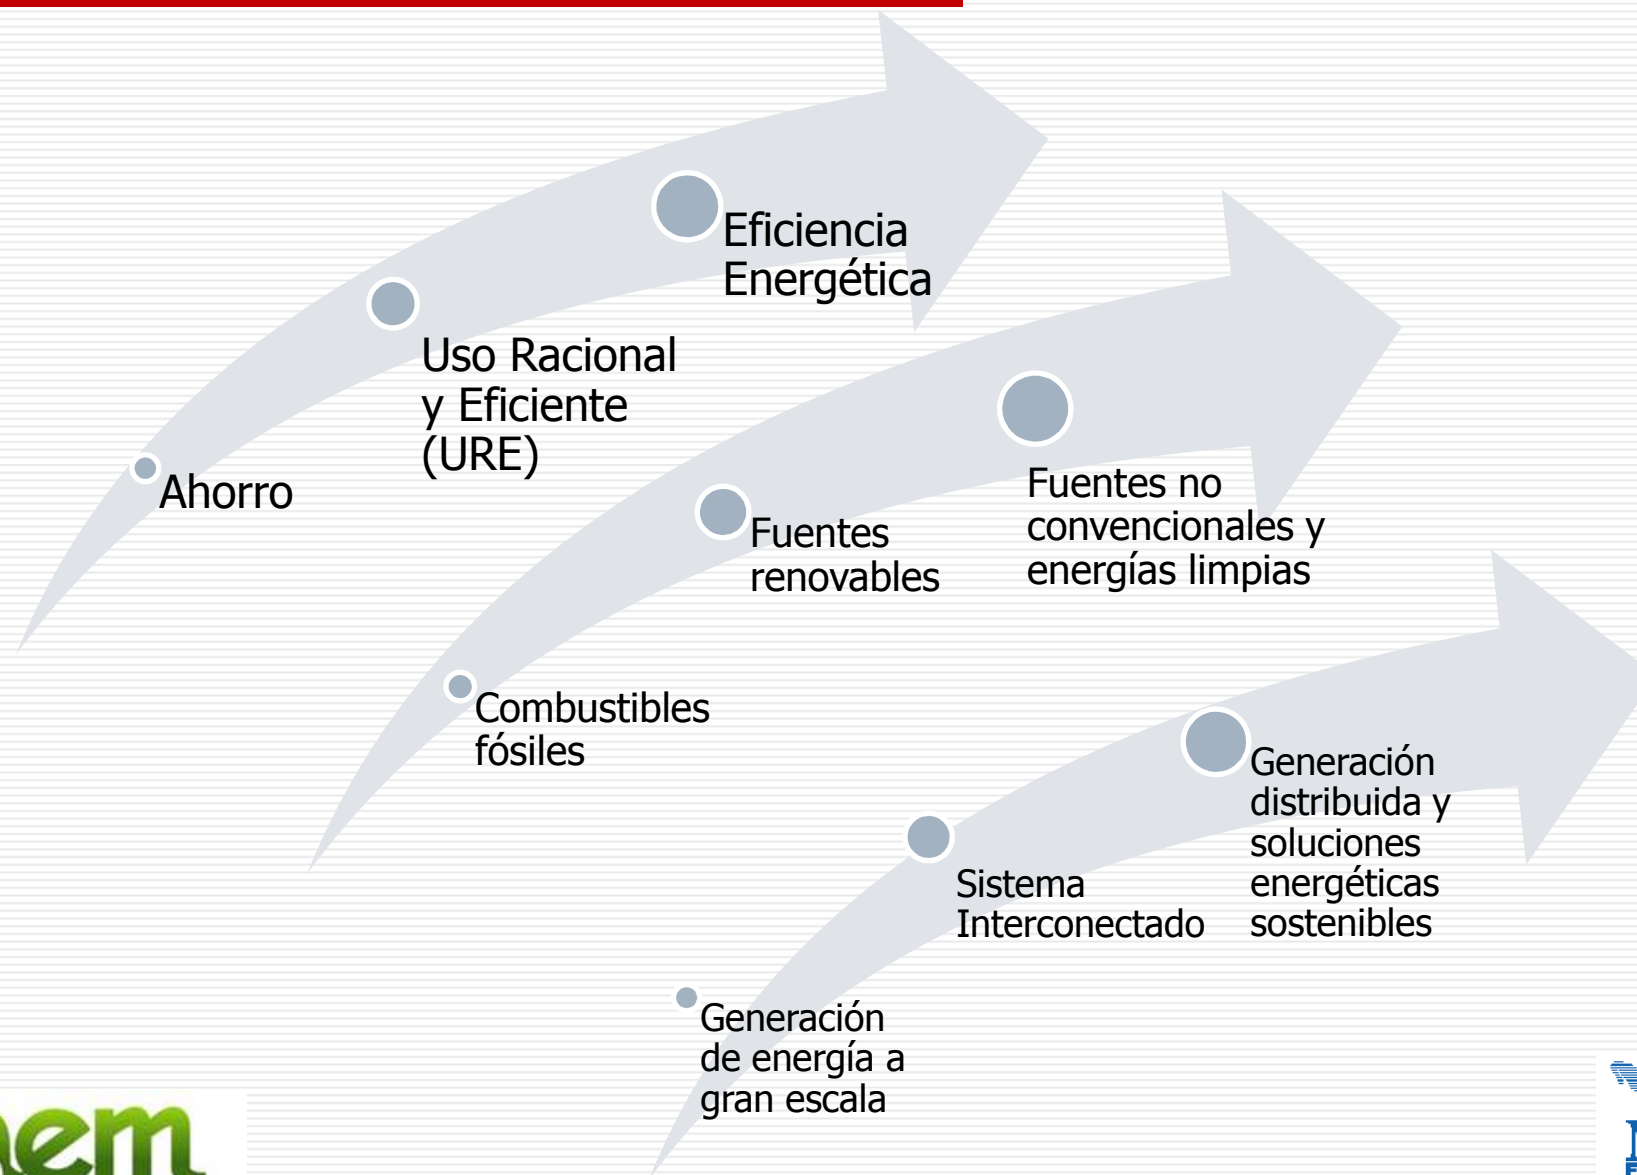 Eficiencia
Energética
Uso Racional
y Eficiente
(URE)
Ahorro
Fuentes no
convencionales y
energías limpias
Fuentes
renovables
Combustibles
fósiles
Generación
distribuida y
soluciones
energéticas
sostenibles
Sistema
Interconectado
Generación
de energía a
gran escala